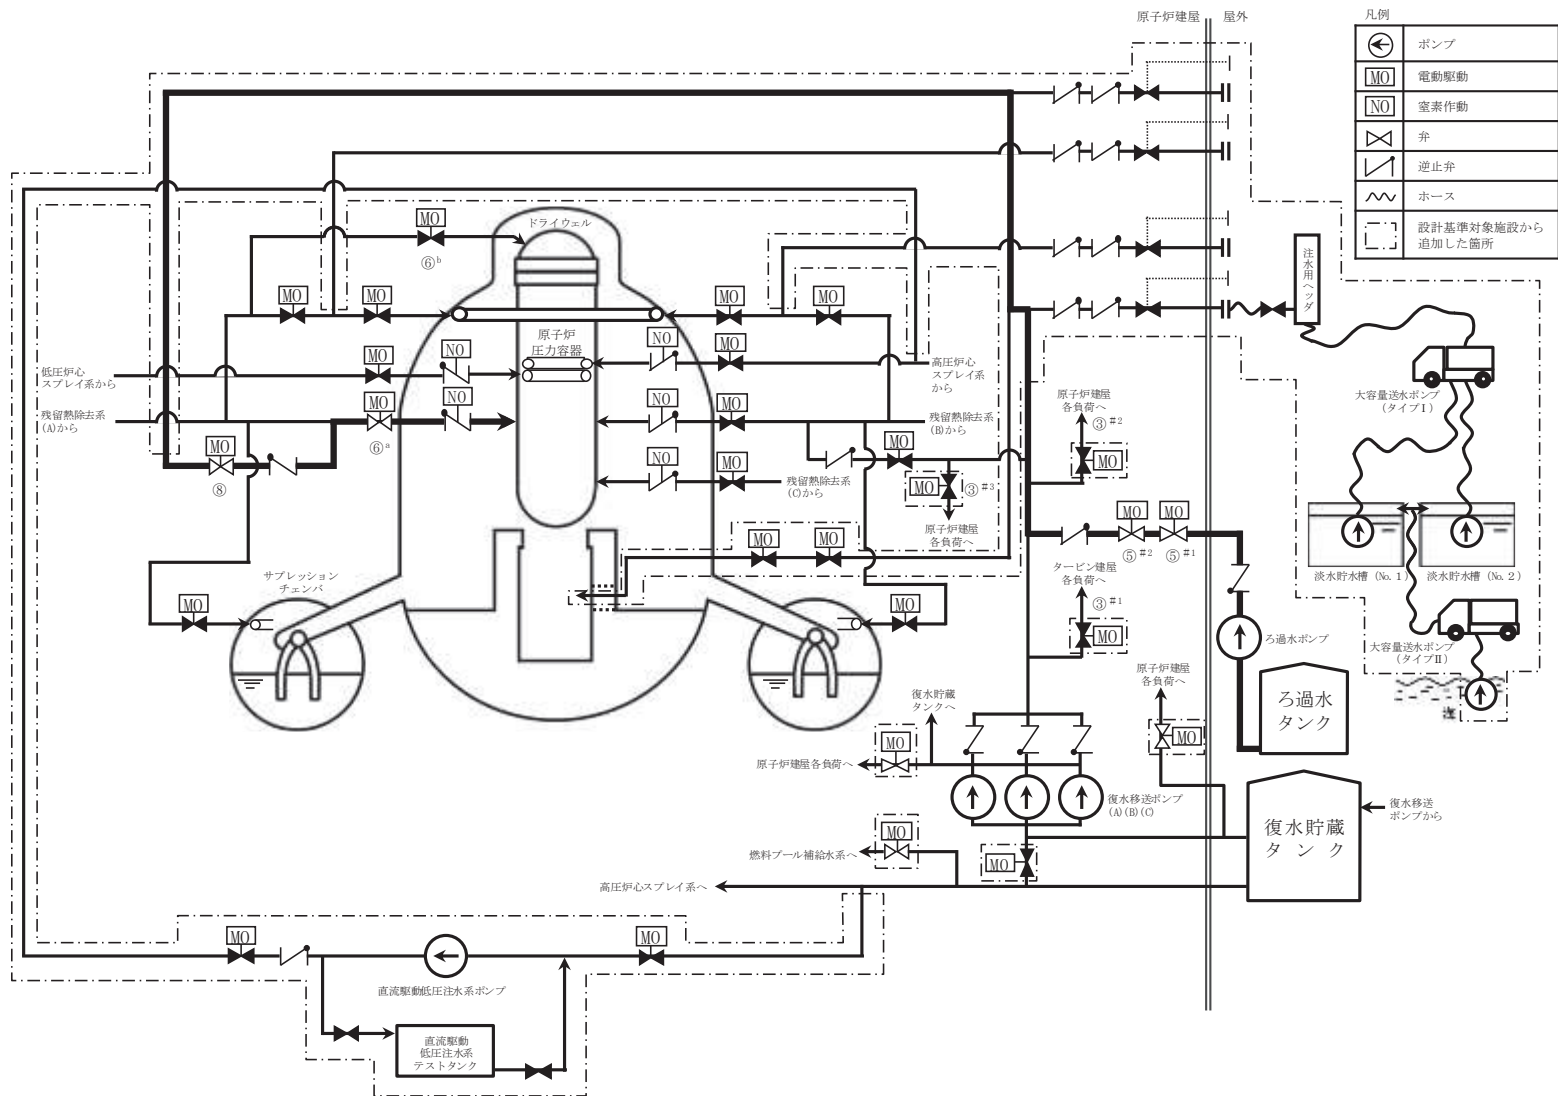 原子炉建屋
屋外
凡例
ポンプ
MO
電動駆動
NO
窒素作動
弁
逆止弁
ホース
設計基準対象施設から
追加した箇所
注水用ヘッダ
MO
⑥ᵇ
ドライウェル
MO
MO
MO
MO
原子炉
圧力容器
NO
MO
低圧炉心
スプレイ系から
MO
NO
高圧炉心
スプレイ系
から
残留熱除去系
(A)から
MO
⑥ᵃ
NO
NO
MO
残留熱除去系
(B)から
MO
⑧
NO
MO
残留熱除去系
(C)から
MO
MO
③#3
原子炉建屋
各負荷へ
原子炉建屋
各負荷へ
③#2
MO
MO
⑤#2
MO
⑤#1
大容量送水ポンプ
(タイプⅠ)
淡水貯水槽 (No. 1)
淡水貯水槽 (No. 2)
大容量送水ポンプ
(タイプⅡ)
海
MO
MO
サプレッション
チェンバ
MO
MO
タービン建屋
各負荷へ
③#1
MO
ろ過水ポンプ
ろ過水
タンク
原子炉建屋
各負荷へ
MO
復水貯蔵
タンクへ
MO
原子炉建屋各負荷へ
復水移送ポンプ
(A)(B)(C)
復水貯蔵
タンク
復水移送
ポンプから
MO
燃料プール補給水系へ
MO
高圧炉心スプレイ系へ
MO
MO
直流駆動低圧注水系ポンプ
直流駆動
低圧注水系
テストタンク